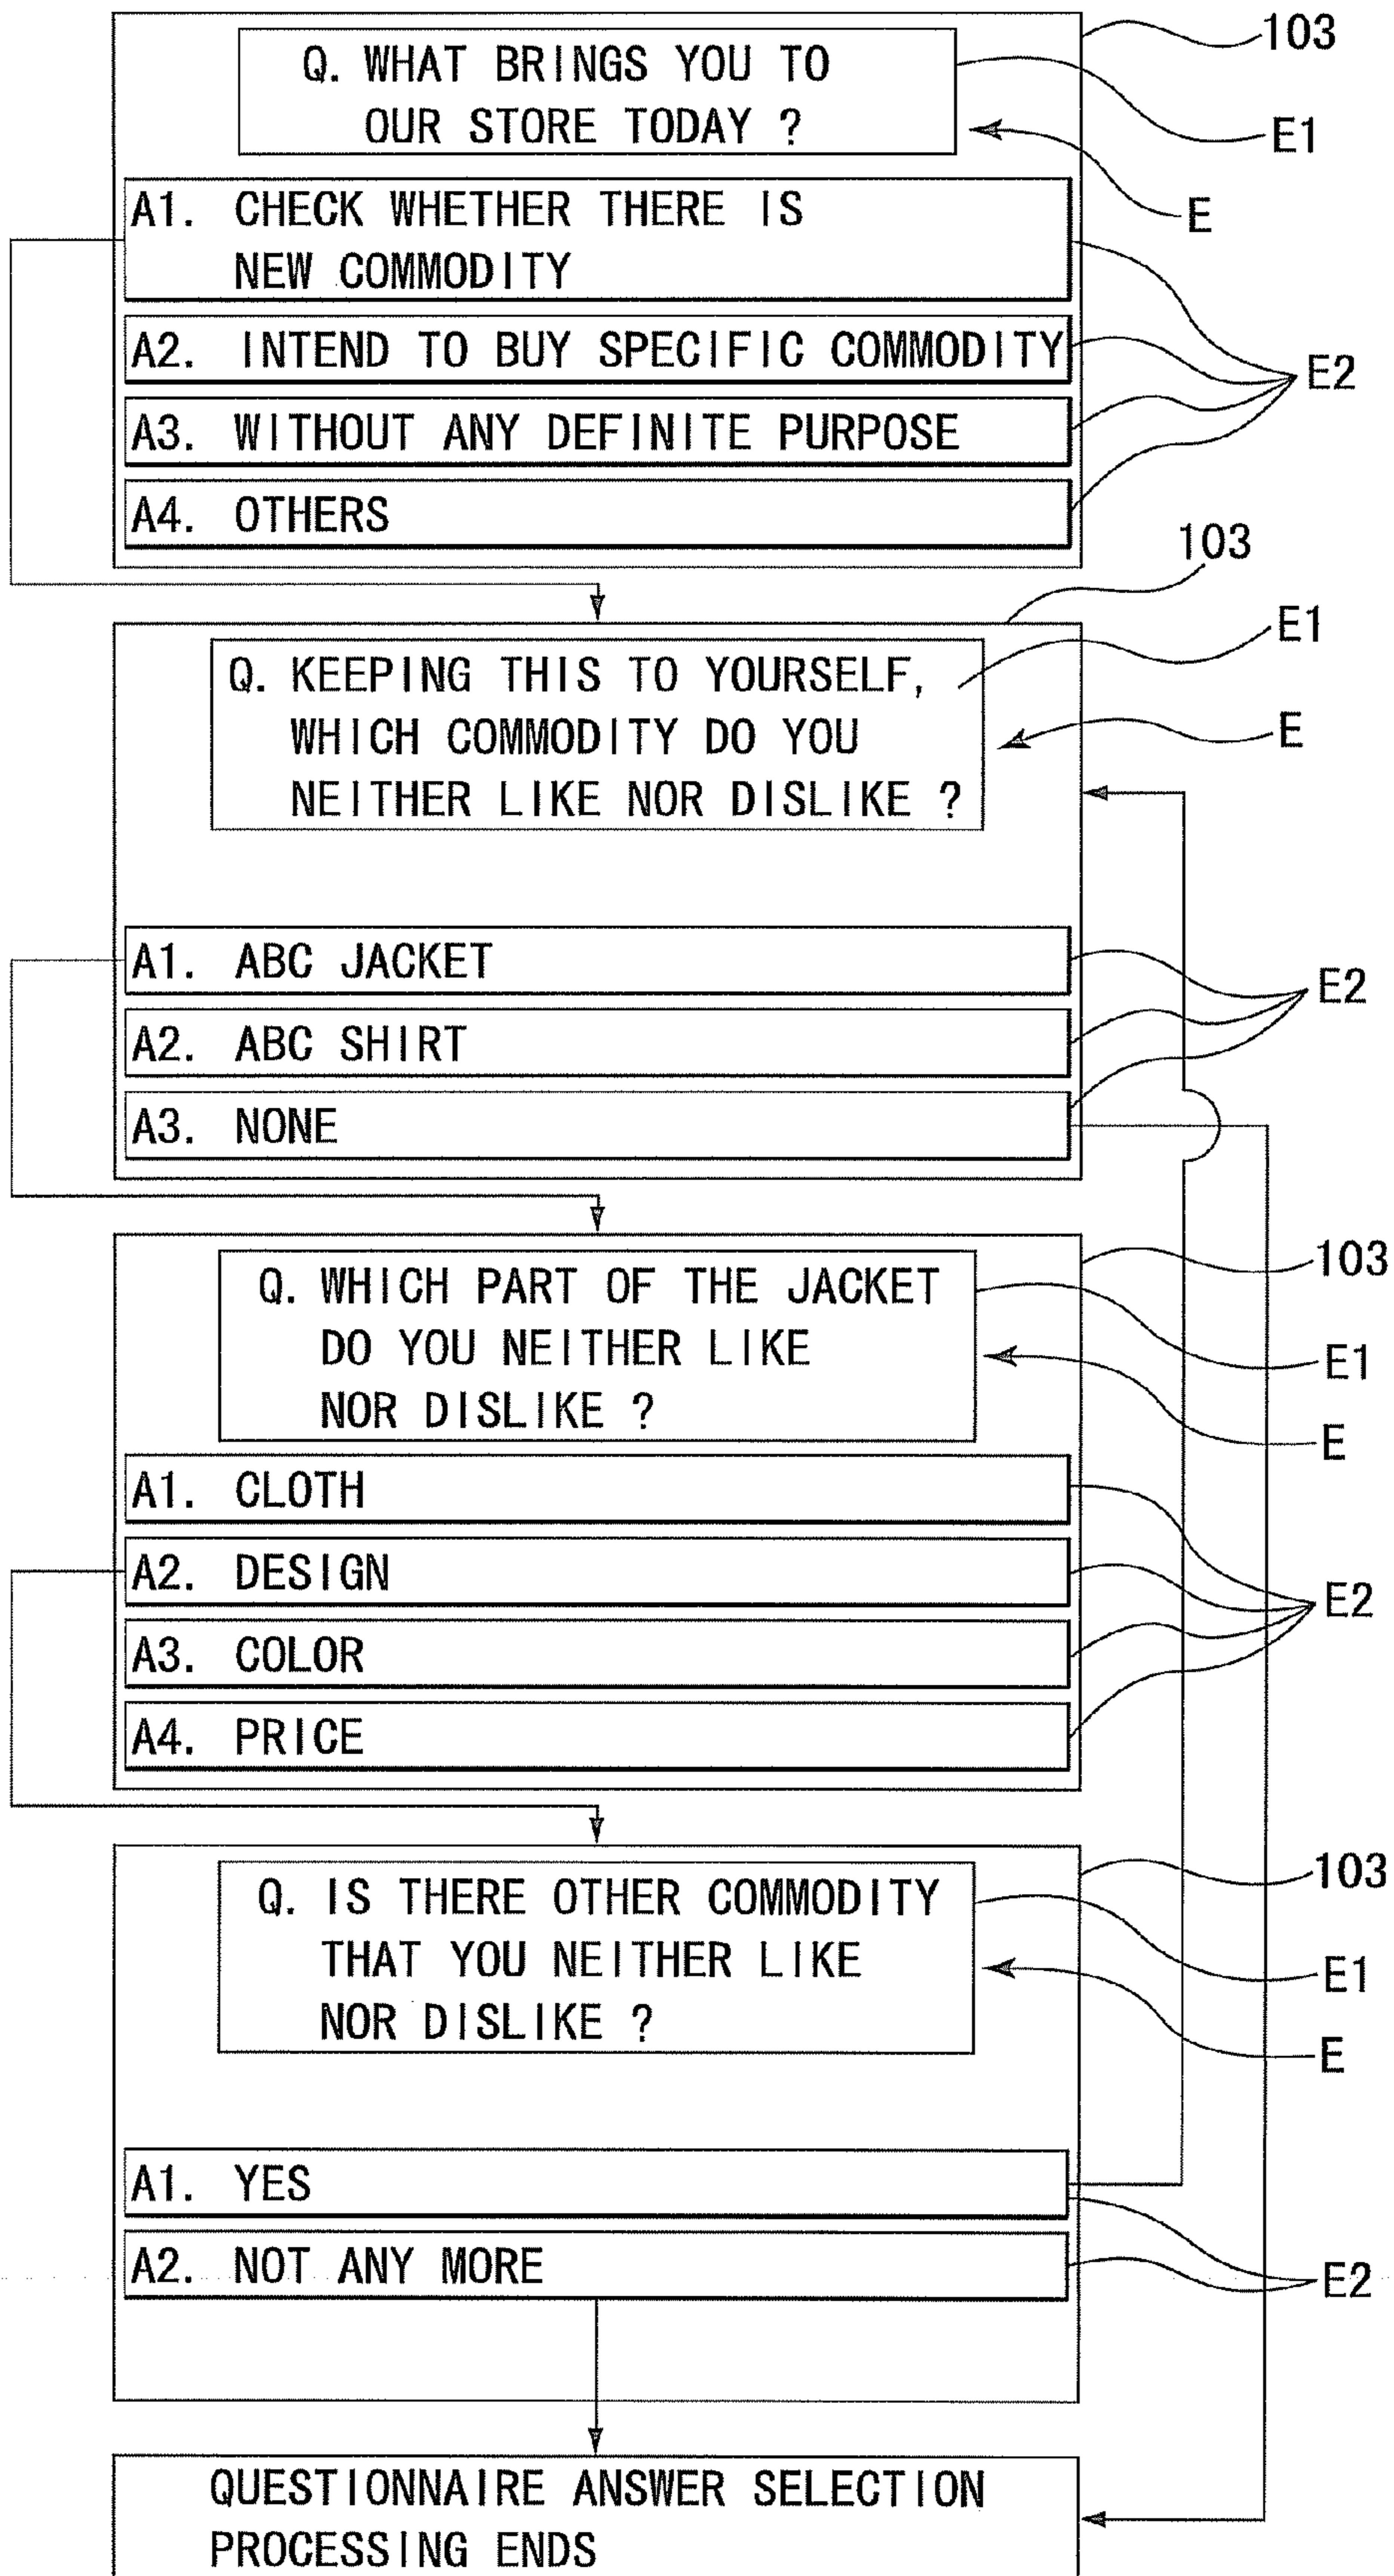 103
Q. WHAT BRINGS YOU TO
OUR STORE TODAY ?
E1
E
A1. CHECK WHETHER THERE IS
NEW COMMODITY
A2. INTEND TO BUY SPECIFIC COMMODITY
E2
A3. WITHOUT ANY DEFINITE PURPOSE
A4. OTHERS
103
E1
Q. KEEPING THIS TO YOURSELF,
WHICH COMMODITY DO YOU
E
NEITHER LIKE NOR DISLIKE ?
A1. ABC JACKET
E2
A2. ABC SHIRT
A3. NONE
103
Q. WHICH PART OF THE JACKET
DO YOU NEITHER LIKE
E1
NOR DISLIKE ?
E
A1. CLOTH
A2. DESIGN
E2
A3. COLOR
A4. PRICE
103
Q. IS THERE OTHER COMMODITY
THAT YOU NEITHER LIKE
E1
NOR DISLIKE ?
E
A1. YES
A2. NOT ANY MORE
E2
QUESTIONNAIRE ANSWER SELECTION
PROCESSING ENDS